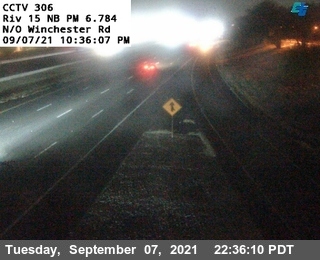 CCTV 306
Riv 15 NB PM 6.784
N/O Winchester Rd
09/07/21 10:36:07 PM
Tuesday, September 07, 2021 22:36:10 PDT